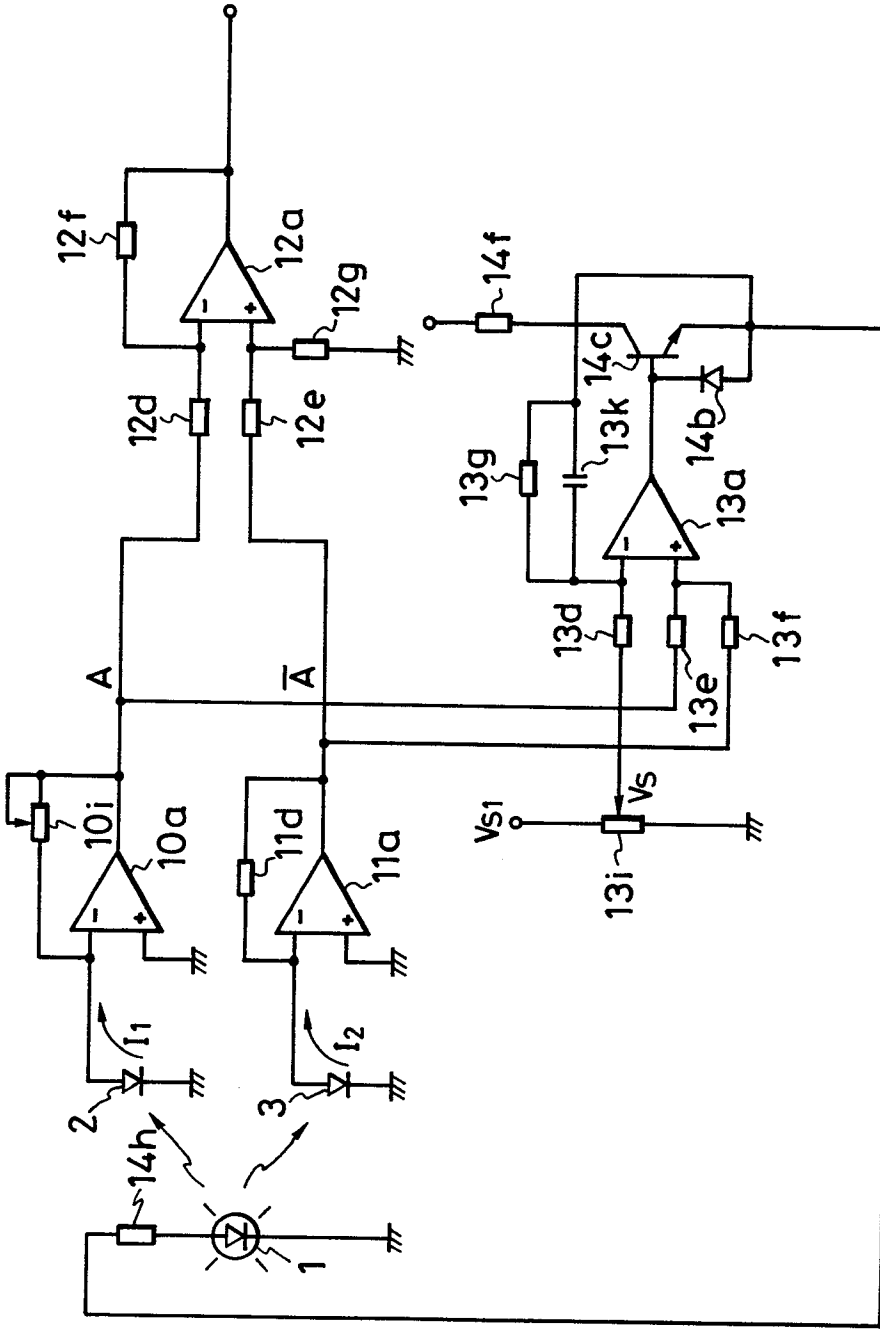 12f
12a
12g
12d
12e
14f
14c
13k
13g
14b
13a
13d
13e
13f
A
A̅
Vs
Vs1
13i
10i
10a
11d
11a
I1
I2
2
3
14h
1
− + − + − + − +